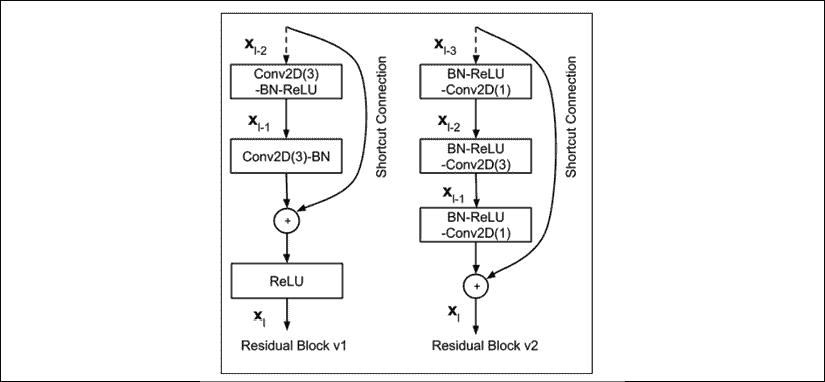 x_{l-2}
Conv2D(3)
-BN-ReLU
x_{l-1}
Conv2D(3)-BN
+
ReLU
x_l
Shortcut Connection
Residual Block v1
x_{l-3}
BN-ReLU
-Conv2D(1)
x_{l-2}
BN-ReLU
-Conv2D(3)
x_{l-1}
BN-ReLU
-Conv2D(1)
+
x_l
Shortcut Connection
Residual Block v2